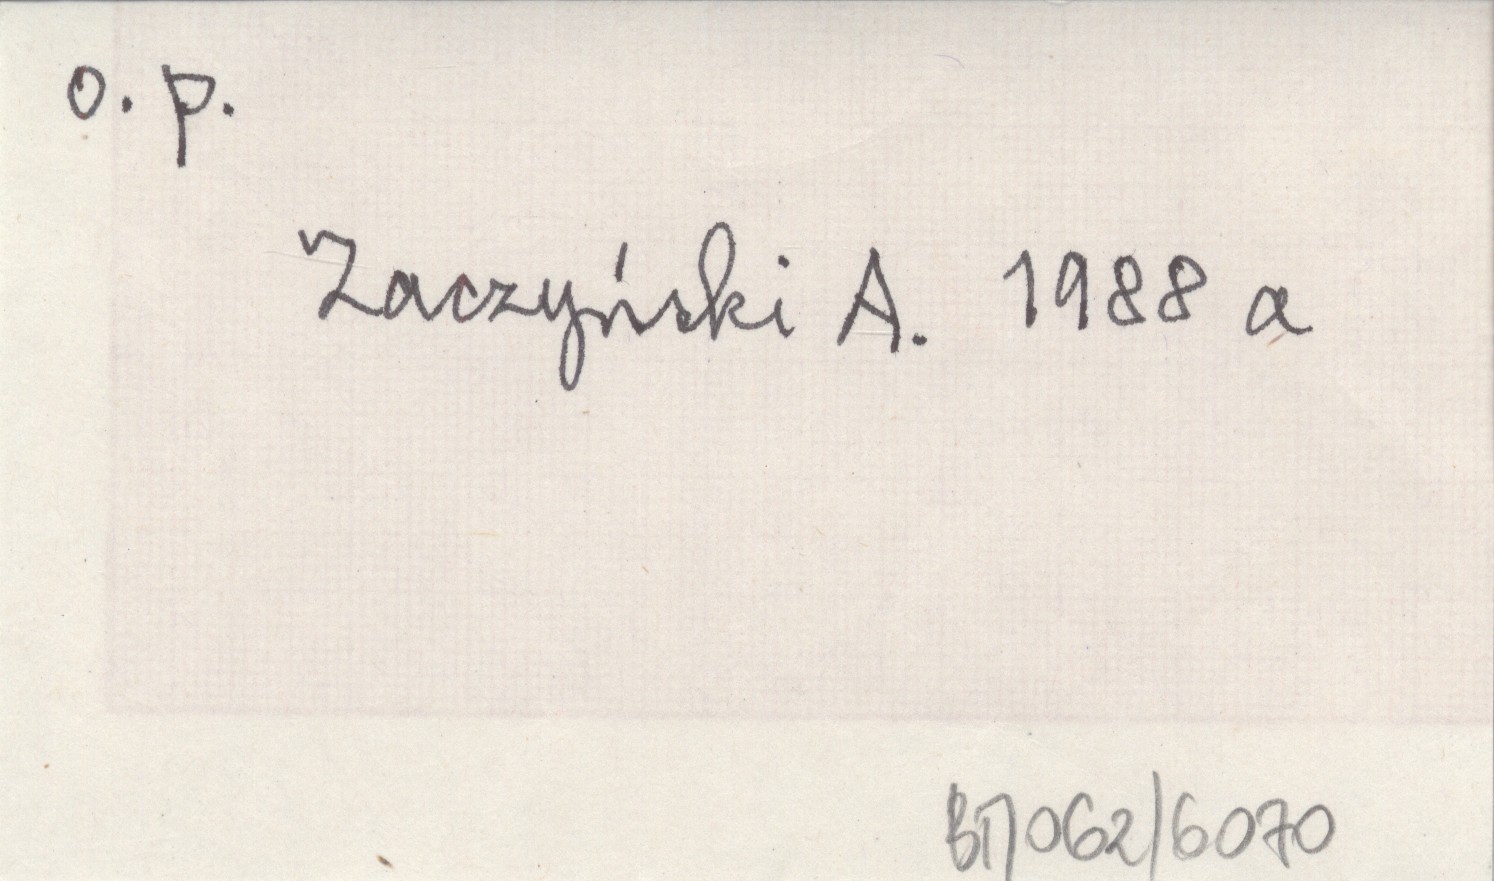 o. p.
Zaczyński A. 1988 a
BT/062/6070